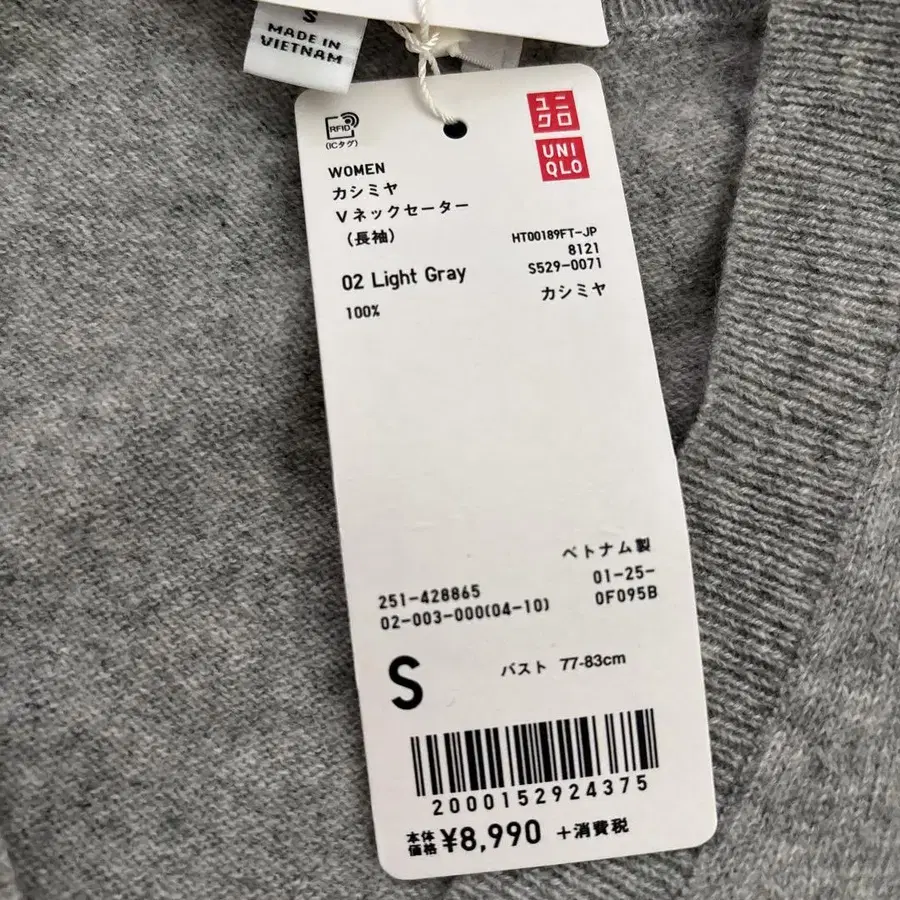 S
MADE IN
VIETNAM
RFID
(ICタグ)
ユニ
クロ
UNI
QLO
WOMEN
カシミヤ
Vネックセーター
(長袖)
HT00189FT-JP
8121
S529-0071
02 Light Gray
カシミヤ
100%
ベトナム製
251-428865
01-25-
02-003-000(04-10)
0F095B
S
バスト 77-83cm
2000152924375
本体
価格 ¥8,990 +消費税